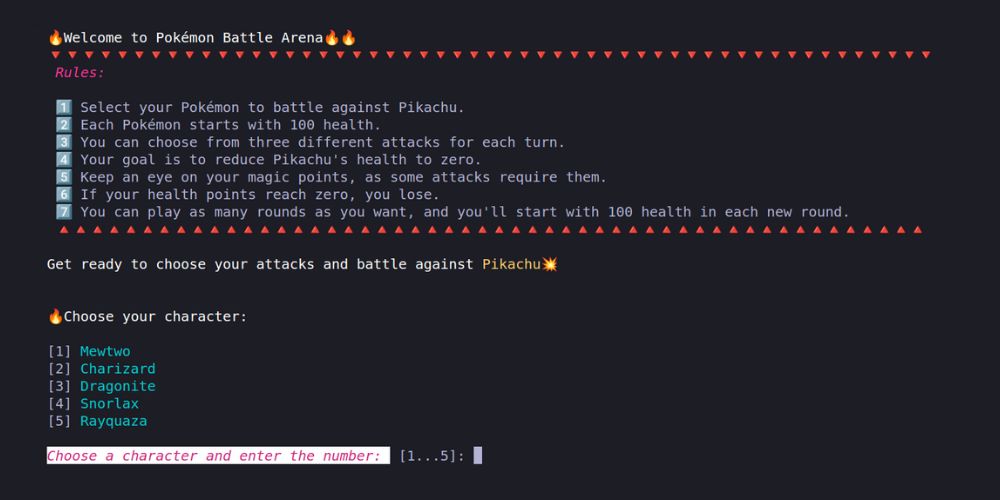 🔥Welcome to Pokémon Battle Arena🔥🔥
Rules:
1️⃣ Select your Pokémon to battle against Pikachu.
2️⃣ Each Pokémon starts with 100 health.
3️⃣ You can choose from three different attacks for each turn.
4️⃣ Your goal is to reduce Pikachu's health to zero.
5️⃣ Keep an eye on your magic points, as some attacks require them.
6️⃣ If your health points reach zero, you lose.
7️⃣ You can play as many rounds as you want, and you'll start with 100 health in each new round.
Get ready to choose your attacks and battle against Pikachu💥
🔥Choose your character:
[1] Mewtwo
[2] Charizard
[3] Dragonite
[4] Snorlax
[5] Rayquaza
Choose a character and enter the number: [1...5]: